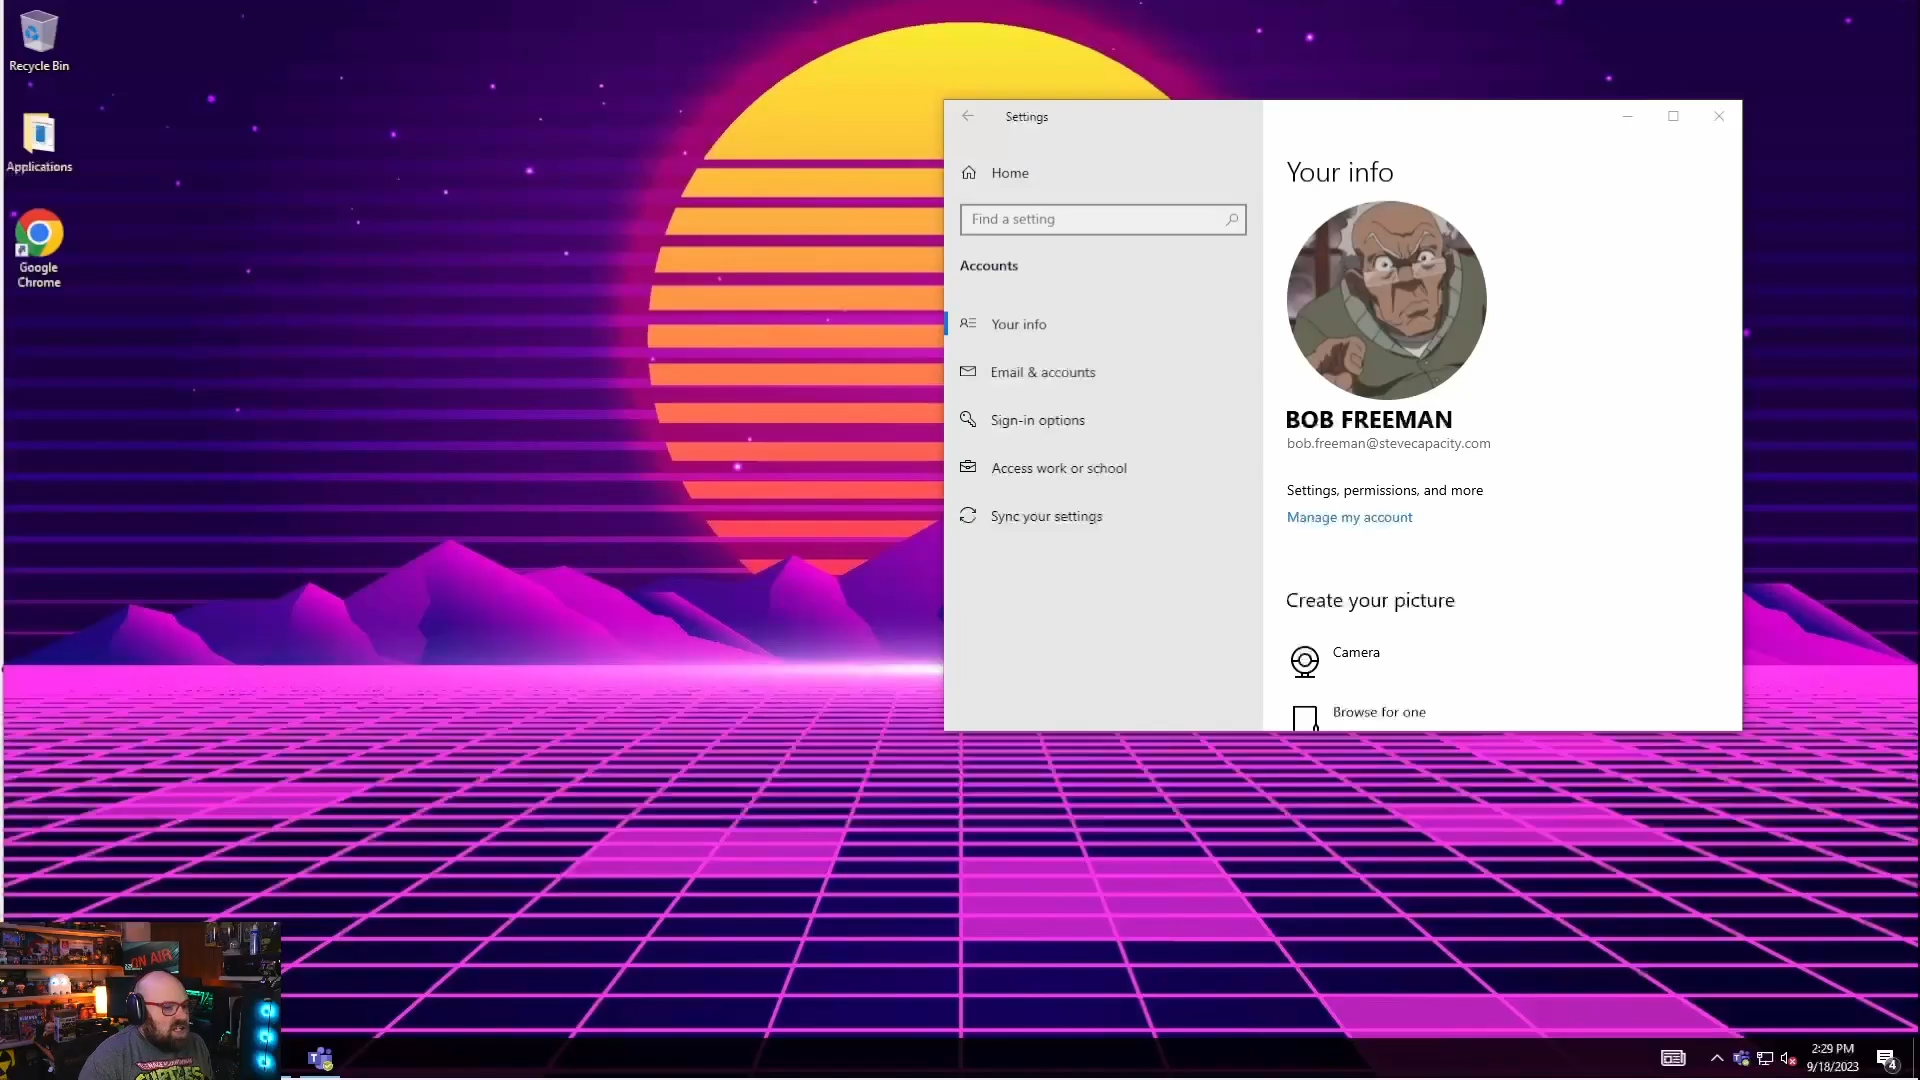 Recycle Bin
Applications
Google
Chrome
Settings
Home
Find a setting
Accounts
Your info
Email & accounts
Sign-in options
Access work or school
Sync your settings
Your info
BOB FREEMAN
bob.freeman@stevecapacity.com
Settings, permissions, and more
Manage my account
Create your picture
Camera
Browse for one
ON AIR
TURTLES
2:29 PM
9/18/2023
4